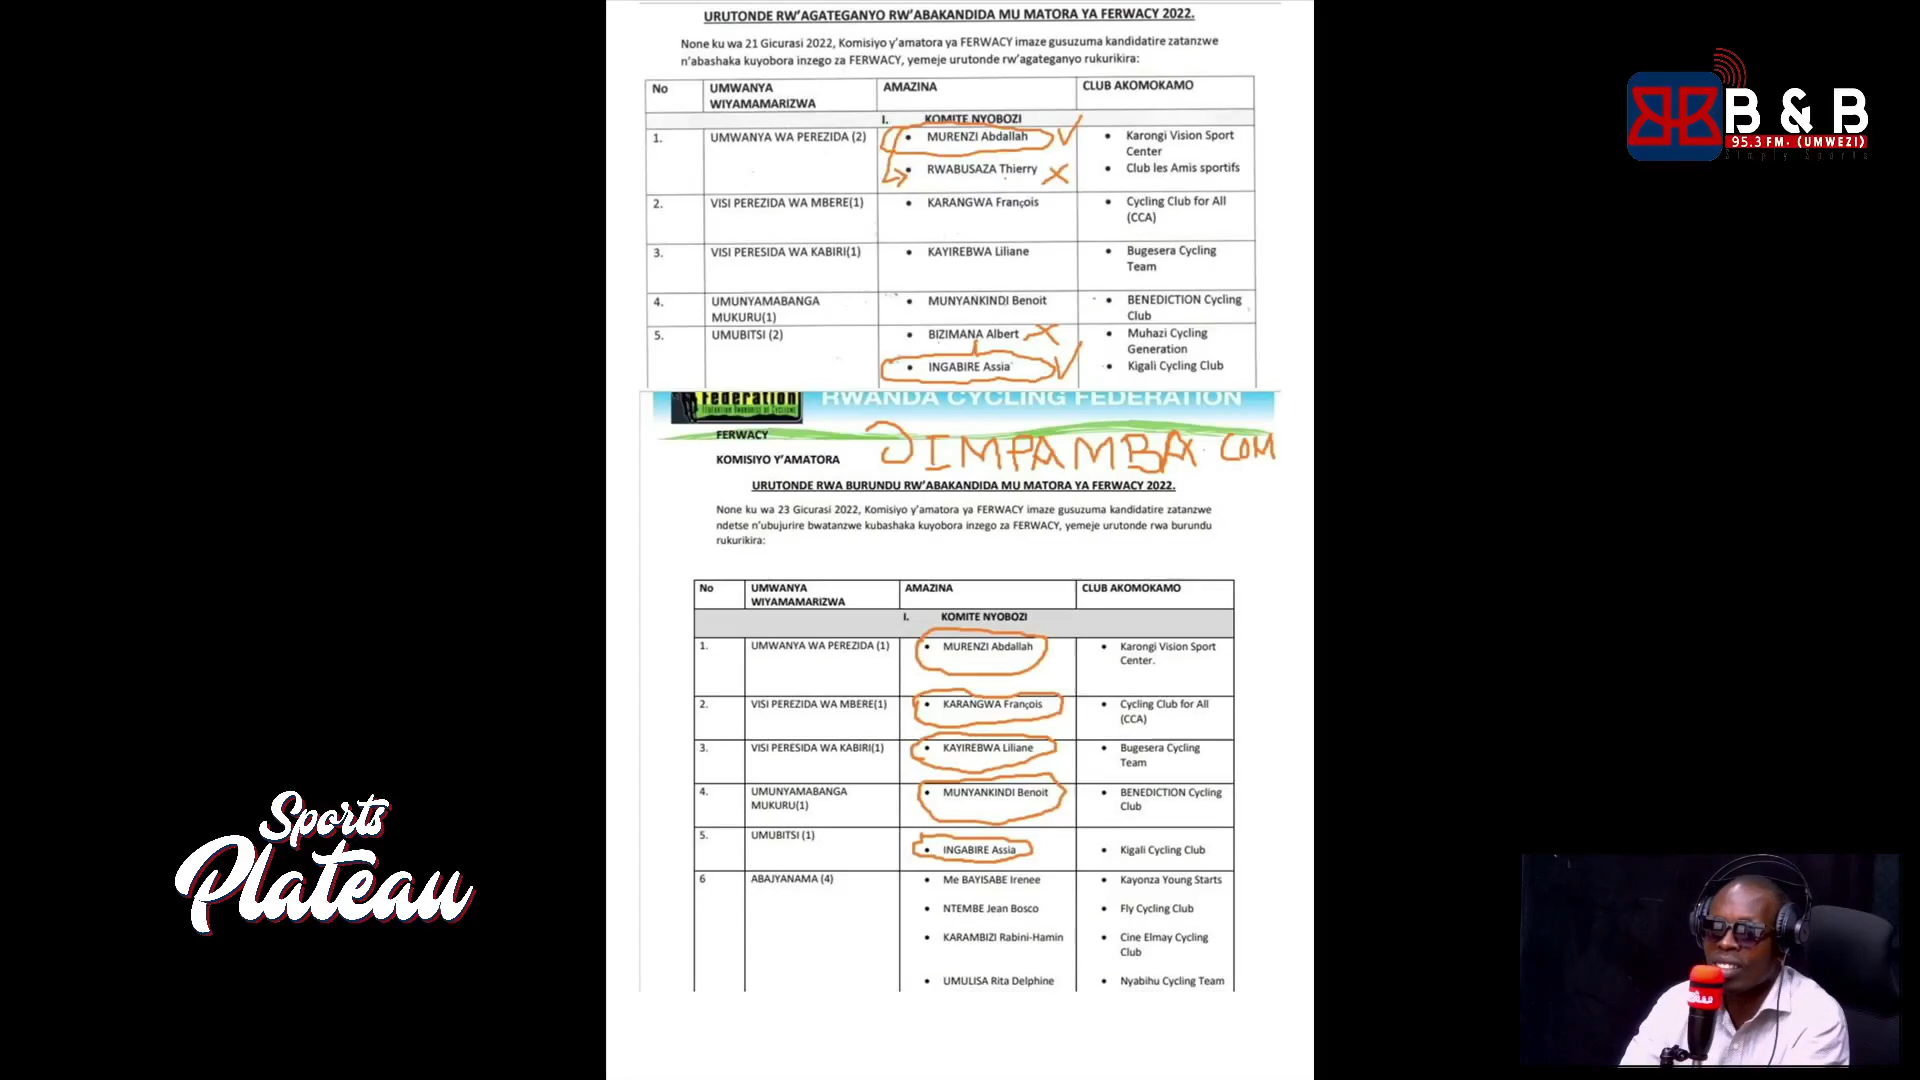 URUTONDE RW'AGATEGANYO RW'ABAKANDIDA MU MATORA YA FERWACY 2022.
None ku wa 21 Gicurasi 2022, Komisiyo y'amatora ya FERWACY imaze gusuzuma kandidatire zatanzwe
n'abashaka kuyobora inzego za FERWACY, yemeje urutonde rw'agateganyo rukurikira:
No UMWANYA AMAZINA CLUB AKOMOKAMO
WIYAMAMARIZWA
I. KOMITE NYOBOZI
1. UMWANYA WA PEREZIDA (2) • MURENZI Abdallah • Karongi Vision Sport
Center
• RWABUSAZA Thierry • Club les Amis sportifs
2. VISI PEREZIDA WA MBERE(1) • KARANGWA François • Cycling Club for All
(CCA)
3. VISI PERESIDA WA KABIRI(1) • KAYIREBWA Liliane • Bugesera Cycling
Team
4. UMUNYAMABANGA • MUNYANKINDI Benoit • BENEDICTION Cycling
MUKURU(1) Club
5. UMUBITSI (2) • BIZIMANA Albert • Muhazi Cycling
Generation
• INGABIRE Assia • Kigali Cycling Club
Federation RWANDA CYCLING FEDERATION
FERWACY
JIMPAMBA.COM
KOMISIYO Y'AMATORA
URUTONDE RWA BURUNDU RW'ABAKANDIDA MU MATORA YA FERWACY 2022.
None ku wa 23 Gicurasi 2022, Komisiyo y'amatora ya FERWACY imaze gusuzuma kandidatire zatanzwe
ndetse n'ubujurire bwatanzwe kubashaka kuyobora inzego za FERWACY, yemeje urutonde rwa burundu
rukurikira:
No UMWANYA AMAZINA CLUB AKOMOKAMO
WIYAMAMARIZWA
I. KOMITE NYOBOZI
1. UMWANYA WA PEREZIDA (1) • MURENZI Abdallah • Karongi Vision Sport
Center.
2. VISI PEREZIDA WA MBERE(1) • KARANGWA François • Cycling Club for All
(CCA)
3. VISI PERESIDA WA KABIRI(1) • KAYIREBWA Liliane • Bugesera Cycling
Team
4. UMUNYAMABANGA • MUNYANKINDI Benoit • BENEDICTION Cycling
MUKURU(1) Club
5. UMUBITSI (1) • INGABIRE Assia • Kigali Cycling Club
6 ABAJYANAMA (4) • Me BAYISABE Irenee • Kayonza Young Starts
• NTEMBE Jean Bosco • Fly Cycling Club
• KARAMBIZI Rabini-Hamin • Cine Elmay Cycling
Club
• UMULISA Rita Delphine • Nyabihu Cycling Team
B & B
95.3 FM. (UMWEZI)
Simply Sports
Sports
Plateau